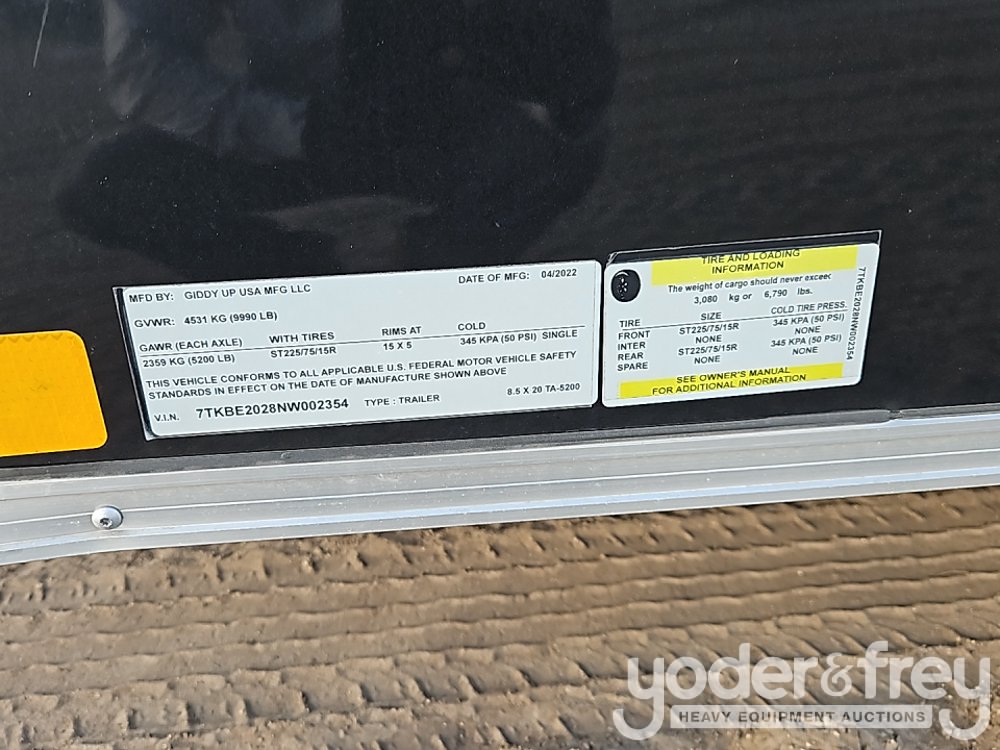 MFD BY: GIDDY UP USA MFG LLC DATE OF MFG: 04/2022
GVWR: 4531 KG (9990 LB)
GAWR (EACH AXLE) WITH TIRES RIMS AT COLD
2359 KG (5200 LB) ST225/75/15R 15 X 5 345 KPA (50 PSI) SINGLE
THIS VEHICLE CONFORMS TO ALL APPLICABLE U.S. FEDERAL MOTOR VEHICLE SAFETY
STANDARDS IN EFFECT ON THE DATE OF MANUFACTURE SHOWN ABOVE
V.I.N. 7TKBE2028NW002354 TYPE : TRAILER 8.5 X 20 TA-5200
TIRE AND LOADING
INFORMATION
The weight of cargo should never exceed
3,080 kg or 6,790 lbs.
TIRE SIZE COLD TIRE PRESS.
FRONT ST225/75/15R 345 KPA (50 PSI)
INTER NONE NONE
REAR ST225/75/15R 345 KPA (50 PSI)
SPARE NONE NONE
SEE OWNER'S MANUAL
FOR ADDITIONAL INFORMATION
7TKBE2028NW002354
yoder&frey
HEAVY EQUIPMENT AUCTIONS